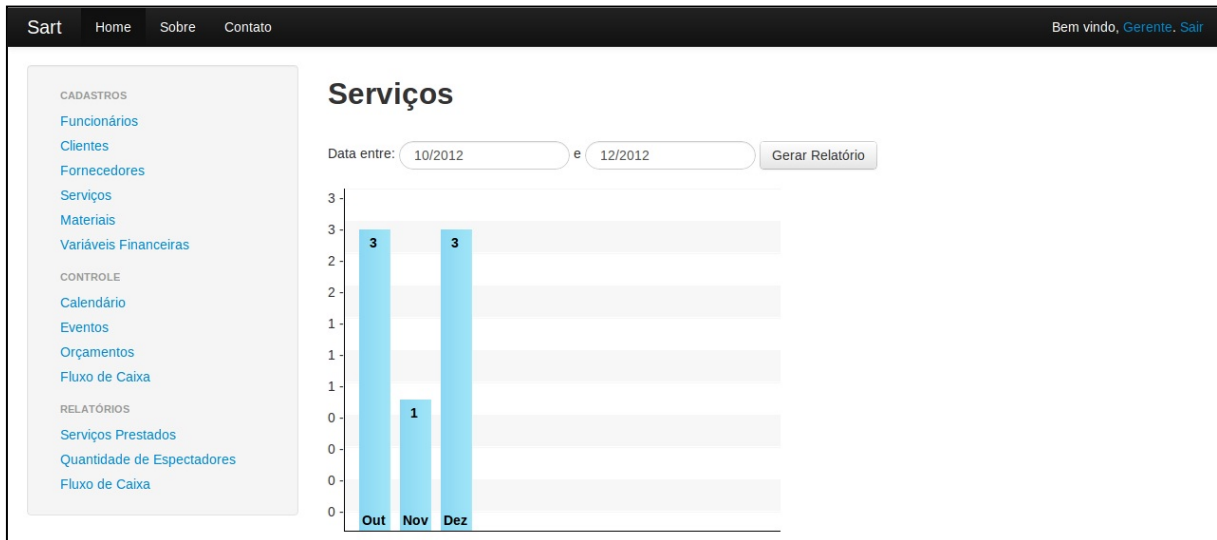 Sart Home Sobre Contato Bem vindo, Gerente. Sair
CADASTROS
Funcionários
Clientes
Fornecedores
Serviços
Materiais
Variáveis Financeiras
CONTROLE
Calendário
Eventos
Orçamentos
Fluxo de Caixa
RELATÓRIOS
Serviços Prestados
Quantidade de Espectadores
Fluxo de Caixa
Serviços
Data entre: 10/2012 e 12/2012 Gerar Relatório
3 -
3 -
2 -
2 -
1 -
1 -
1 -
0 -
0 -
0 -
0 -
3 1 3
Out Nov Dez